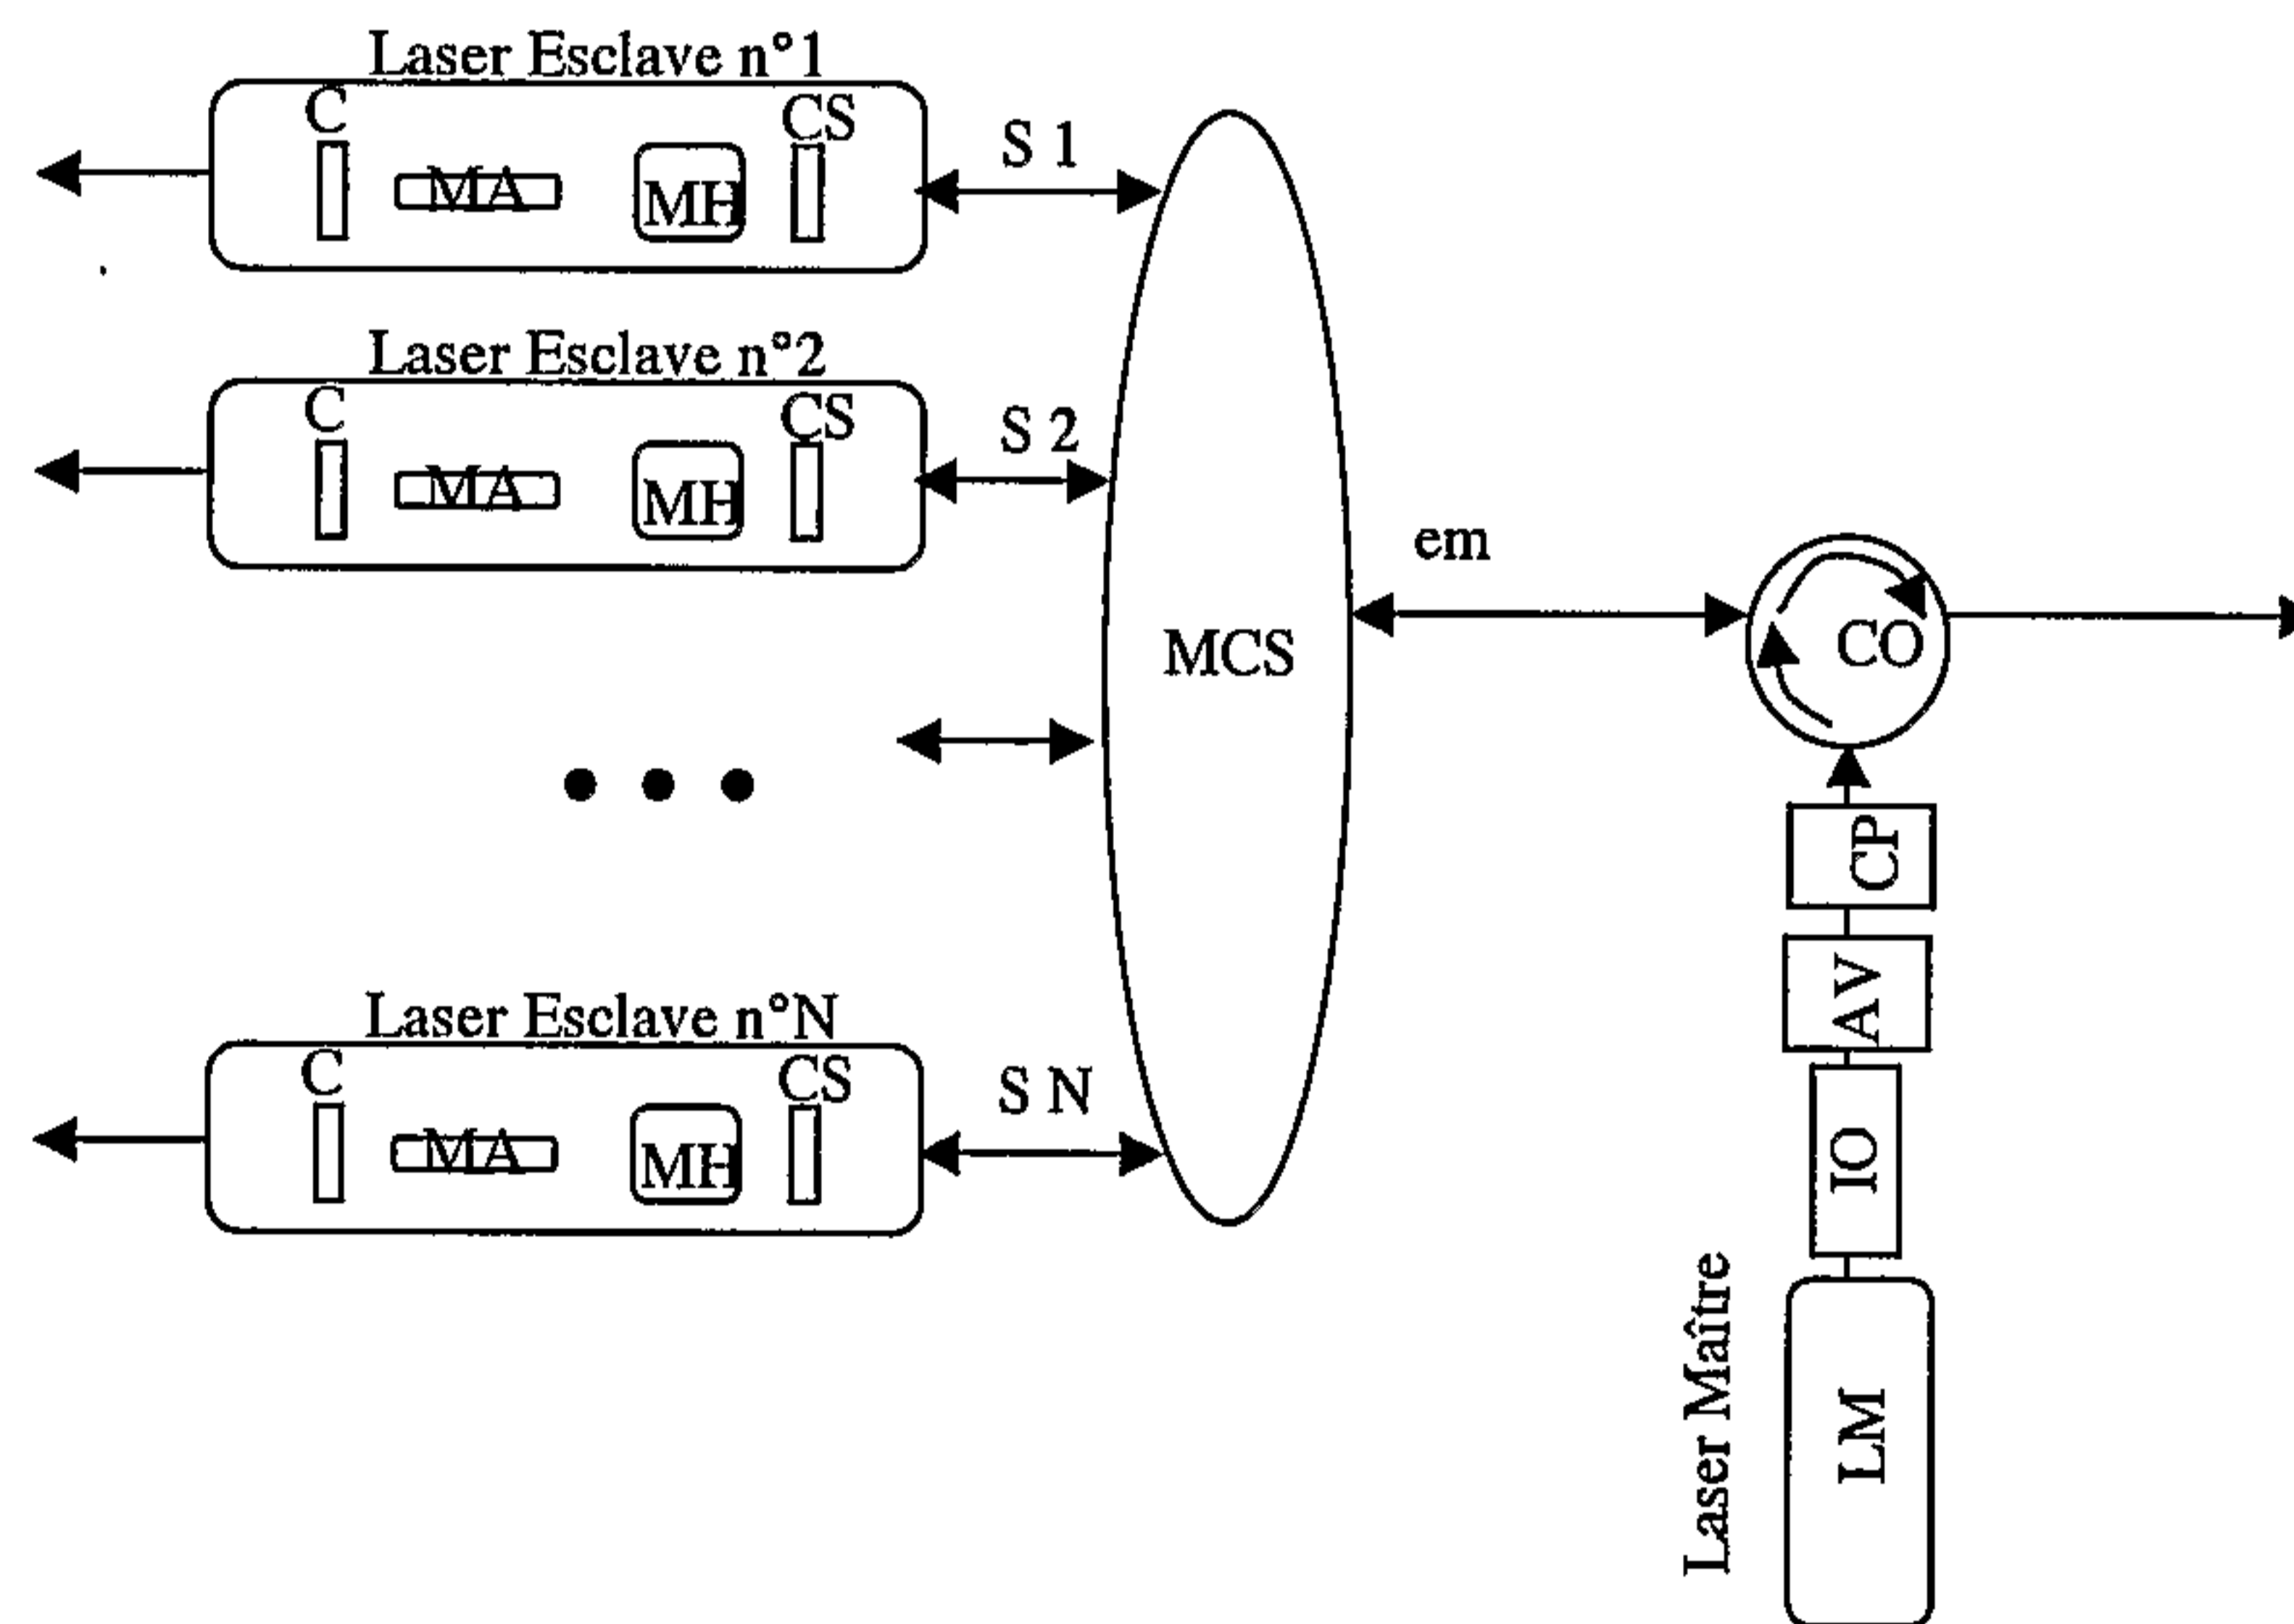 Laser Esclave n°1
C
MA
MH
CS
S 1
Laser Esclave n°2
C
MA
MH
CS
S 2
em
MCS
CO
CP
AV
IO
Laser Esclave n°N
C
MA
MH
CS
S N
Laser Maître
LM